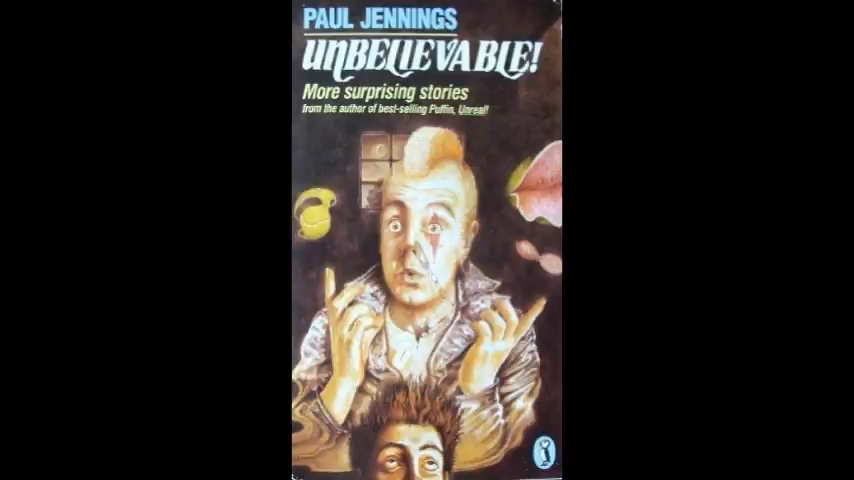 PAUL JENNINGS
UNBELIEVABLE!
More surprising stories
from the author of best-selling Puffin, Unreal!